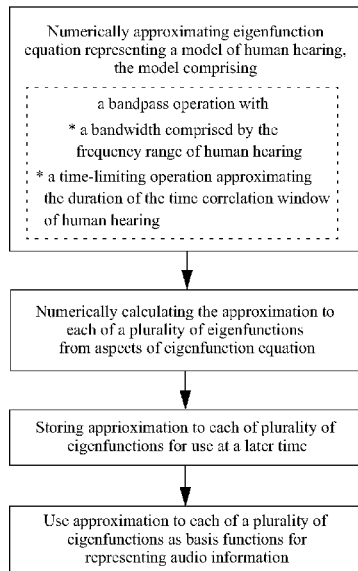 Numerically approximating eigenfunction
equation representing a model of human hearing,
the model comprising
a bandpass operation with
* a bandwidth comprised by the
frequency range of human hearing
* a time-limiting operation approximating
the duration of the time correlation window
of human hearing
Numerically calculating the approximation to
each of a plurality of eigenfunctions
from aspects of eigenfunction equation
Storing apprioximation to each of plurality of
eigenfunctions for use at a later time
Use approximation to each of a plurality of
eigenfunctions as basis functions for
representing audio information